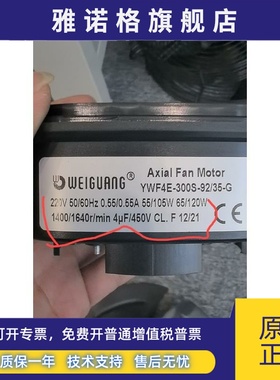 雅诺格旗舰店
WEIGUANG®
Axial Fan Motor
YWF4E-300S-92/35-G
220V 50/60Hz 0.55/0.55A 55/105W 65/120W
1400/1640r/min 4μF/450V CL. F 12/21
CE
可打开专票，免费开普通增值税发票！
质保一年 技术支持 售后无忧
原
正